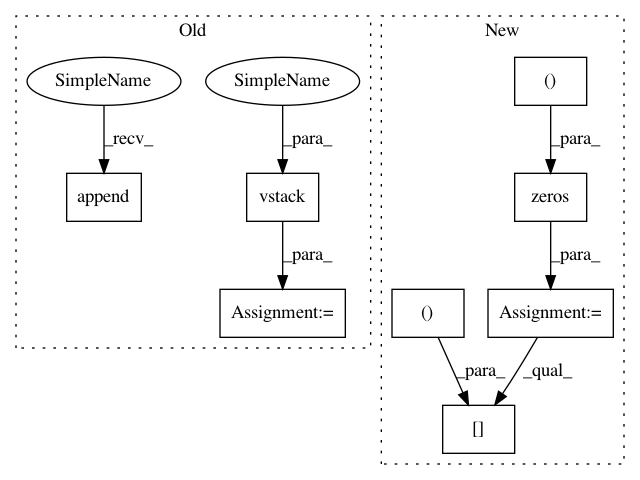 Old
New
SimpleName
SimpleName
()
_recv_
_para_
_para_
append
vstack
zeros
_para_
_para_
Assignment:=
()
Assignment:=
_para_
_qual_
[]